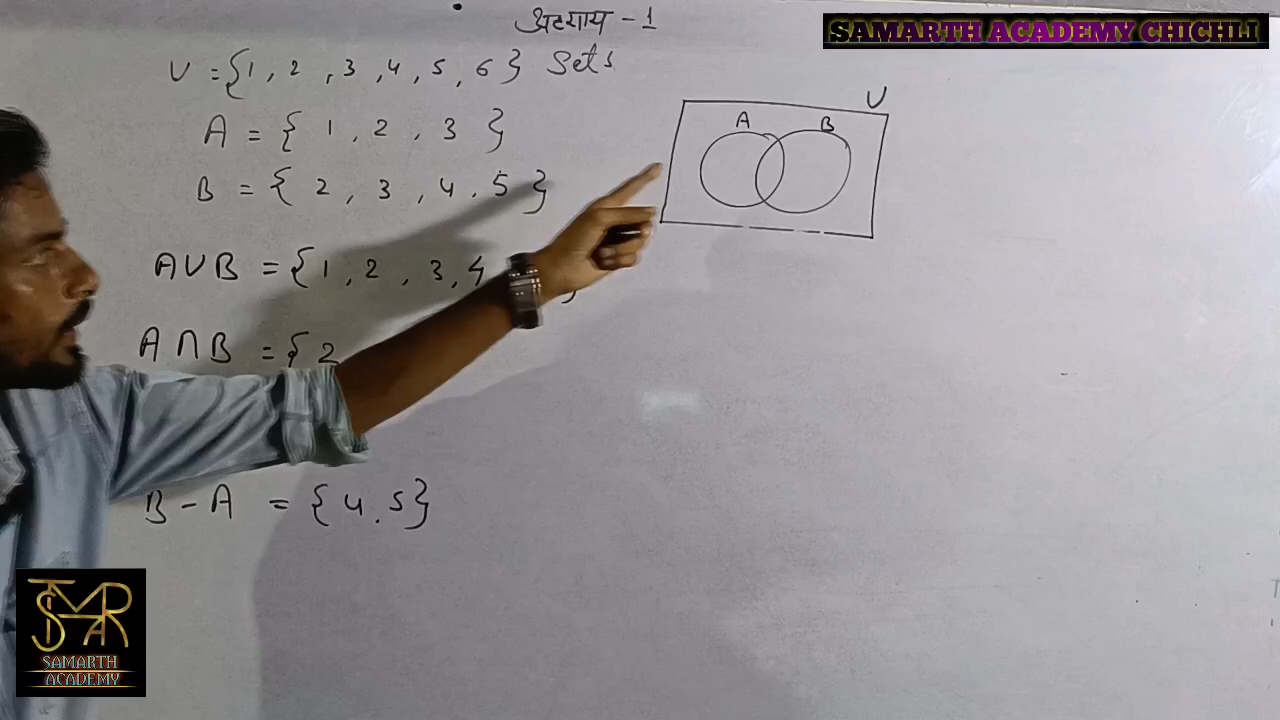 अध्याय - 1
SAMARTH ACADEMY CHICHLI
U = {1, 2, 3, 4, 5, 6} Sets
A = { 1, 2, 3 }
B = { 2, 3, 4, 5 }
A∪B = {1, 2, 3, 4
A∩B = {2
B - A = {4, 5}
U
A B
SMAR
SAMARTH
ACADEMY